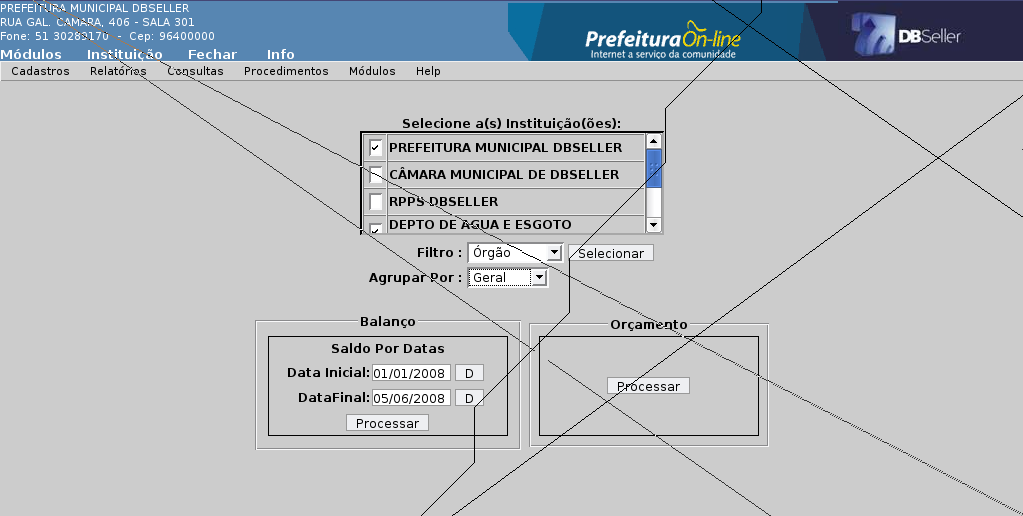 PREFEITURA MUNICIPAL DBSELLER
RUA GAL. CAMARA, 406 - SALA 301
Fone: 51 30289170 - Cep: 96400000
Prefeitura On-line
Internet a serviço da comunidade
DBSeller
Módulos Instituição Fechar Info
Cadastros Relatórios Consultas Procedimentos Módulos Help
Selecione a(s) Instituição(ões):
PREFEITURA MUNICIPAL DBSELLER
CÂMARA MUNICIPAL DE DBSELLER
RPPS DBSELLER
DEPTO DE AGUA E ESGOTO
Filtro : Órgão Selecionar
Agrupar Por : Geral
Balanço
Saldo Por Datas
Data Inicial: 01/01/2008 D
DataFinal: 05/06/2008 D
Processar
Orçamento
Processar